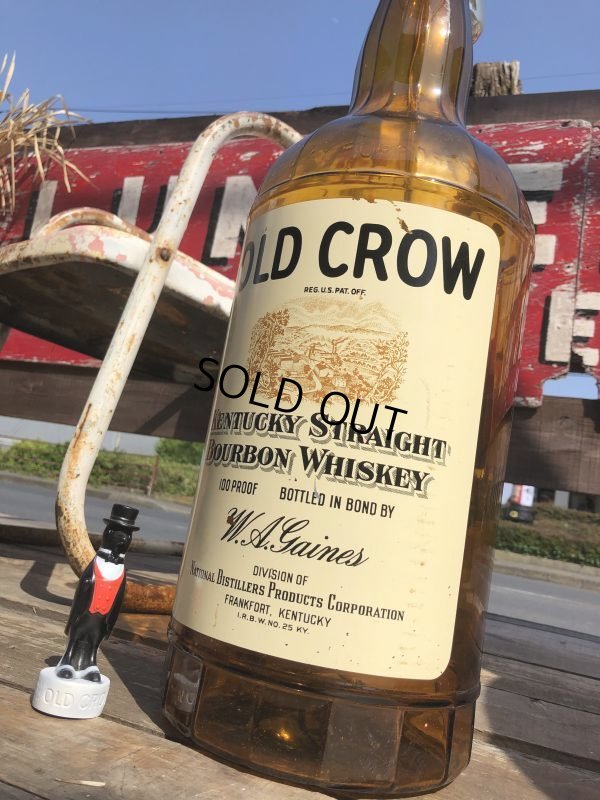 OLD CROW
REG. U.S. PAT. OFF.
SOLD OUT
KENTUCKY STRAIGHT
BOURBON WHISKEY
100 PROOF BOTTLED IN BOND BY
W.A.Gaines
DIVISION OF
NATIONAL DISTILLERS PRODUCTS CORPORATION
FRANKFORT, KENTUCKY
I.R.B.W. NO. 25 KY.
OLD CROW